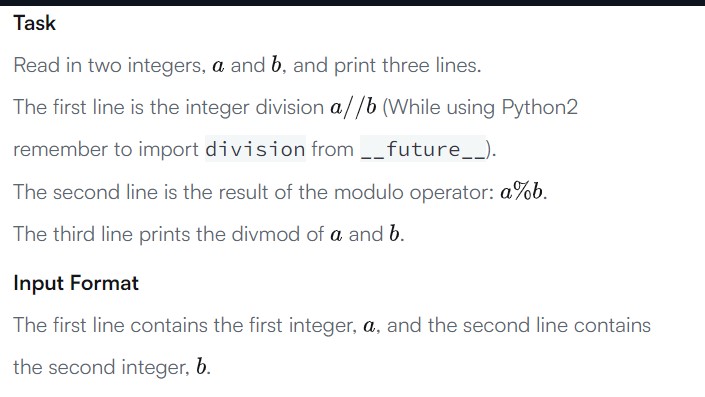 Task
Read in two integers, a and b, and print three lines.
The first line is the integer division a//b (While using Python2
remember to import division from __future__).
The second line is the result of the modulo operator: a%b.
The third line prints the divmod of a and b.
Input Format
The first line contains the first integer, a, and the second line contains
the second integer, b.